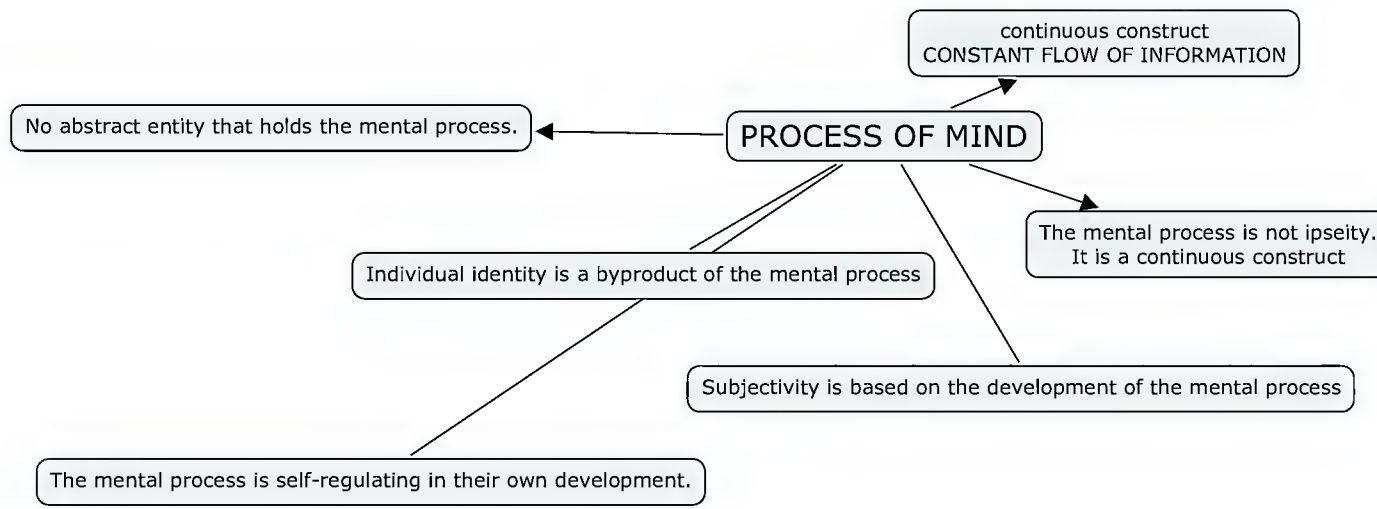 continuous construct
CONSTANT FLOW OF INFORMATION
No abstract entity that holds the mental process.
PROCESS OF MIND
The mental process is not ipseity.
It is a continuous construct
Individual identity is a byproduct of the mental process
Subjectivity is based on the development of the mental process
The mental process is self-regulating in their own development.